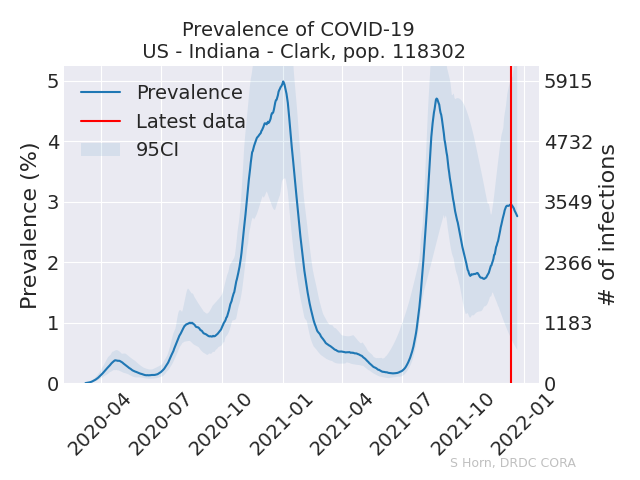 Prevalence of COVID-19
US - Indiana - Clark, pop. 118302
Prevalence
Latest data
95CI
Prevalence (%)
5
4
3
2
1
0
5915
4732
3549
2366
1183
0
# of infections
2020-04
2020-07
2020-10
2021-01
2021-04
2021-07
2021-10
2022-01
S Horn, DRDC CORA